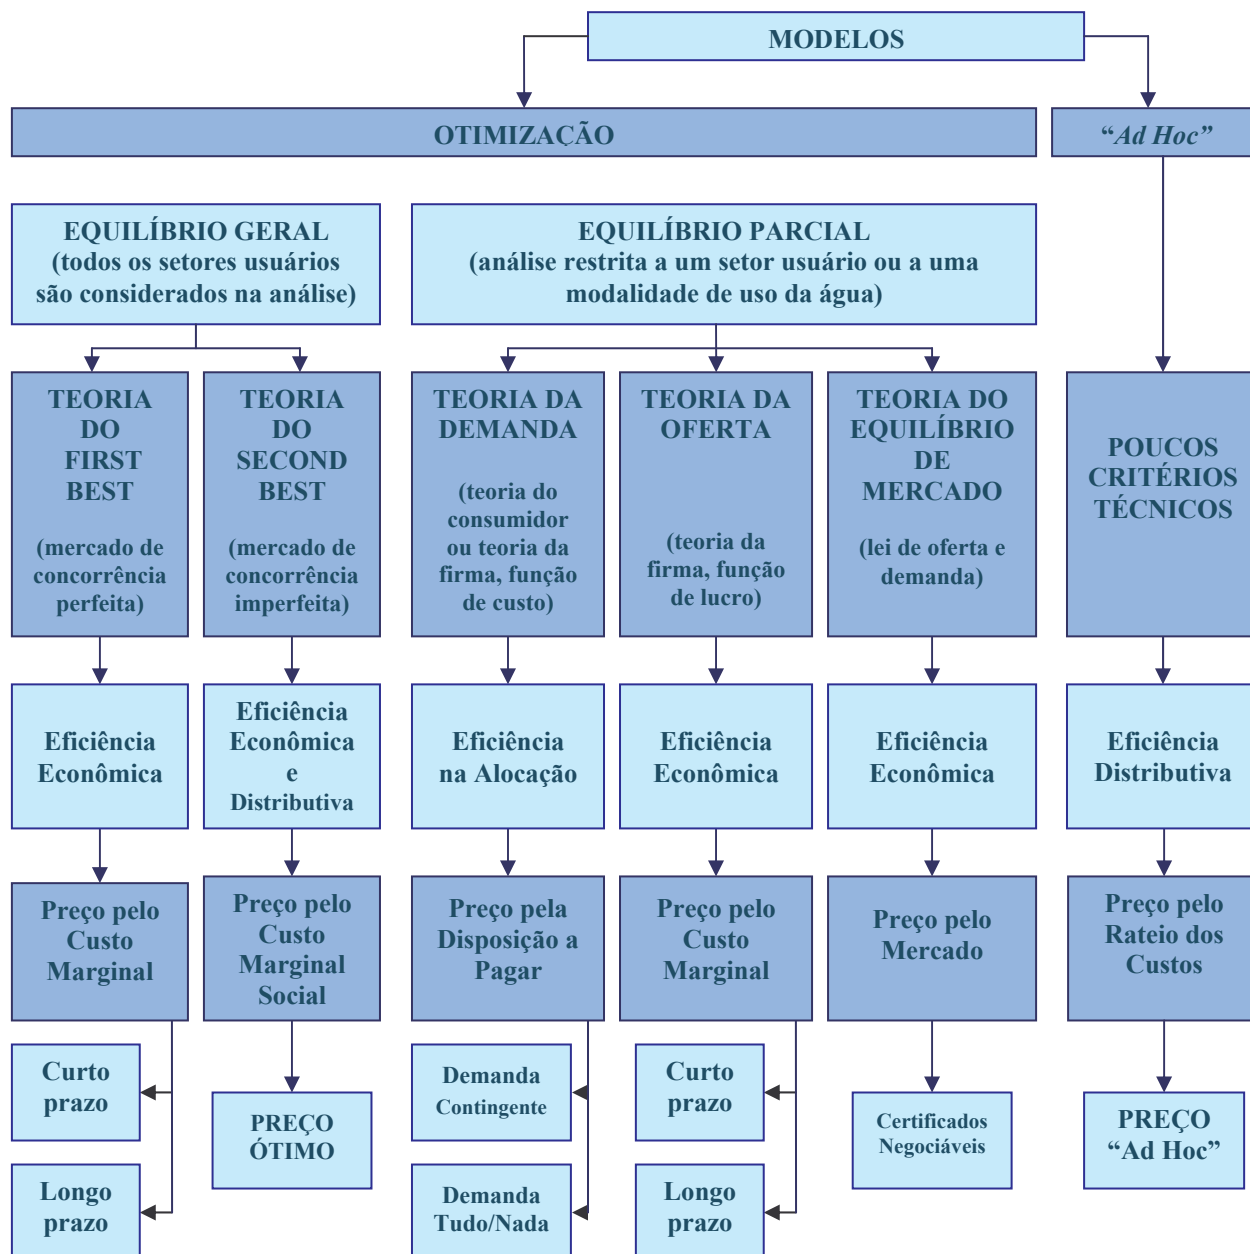 MODELOS
OTIMIZAÇÃO
“Ad Hoc”
EQUILÍBRIO GERAL
(todos os setores usuários
são considerados na análise)
EQUILÍBRIO PARCIAL
(análise restrita a um setor usuário ou a uma
modalidade de uso da água)
TEORIA
DO
FIRST
BEST
(mercado de
concorrência
perfeita)
TEORIA
DO
SECOND
BEST
(mercado de
concorrência
imperfeita)
TEORIA DA
DEMANDA
(teoria do
consumidor
ou teoria da
firma, função
de custo)
TEORIA DA
OFERTA
(teoria da
firma, função
de lucro)
TEORIA DO
EQUILÍBRIO
DE
MERCADO
(lei de oferta e
demanda)
POUCOS
CRITÉRIOS
TÉCNICOS
Eficiência
Econômica
Eficiência
Econômica
e
Distributiva
Eficiência
na Alocação
Eficiência
Econômica
Eficiência
Econômica
Eficiência
Distributiva
Preço pelo
Custo
Marginal
Preço pelo
Custo
Marginal
Social
Preço pela
Disposição a
Pagar
Preço pelo
Custo
Marginal
Preço pelo
Mercado
Preço pelo
Rateio dos
Custos
Curto
prazo
Longo
prazo
PREÇO
ÓTIMO
Demanda
Contingente
Demanda
Tudo/Nada
Curto
prazo
Longo
prazo
Certificados
Negociáveis
PREÇO
“Ad Hoc”